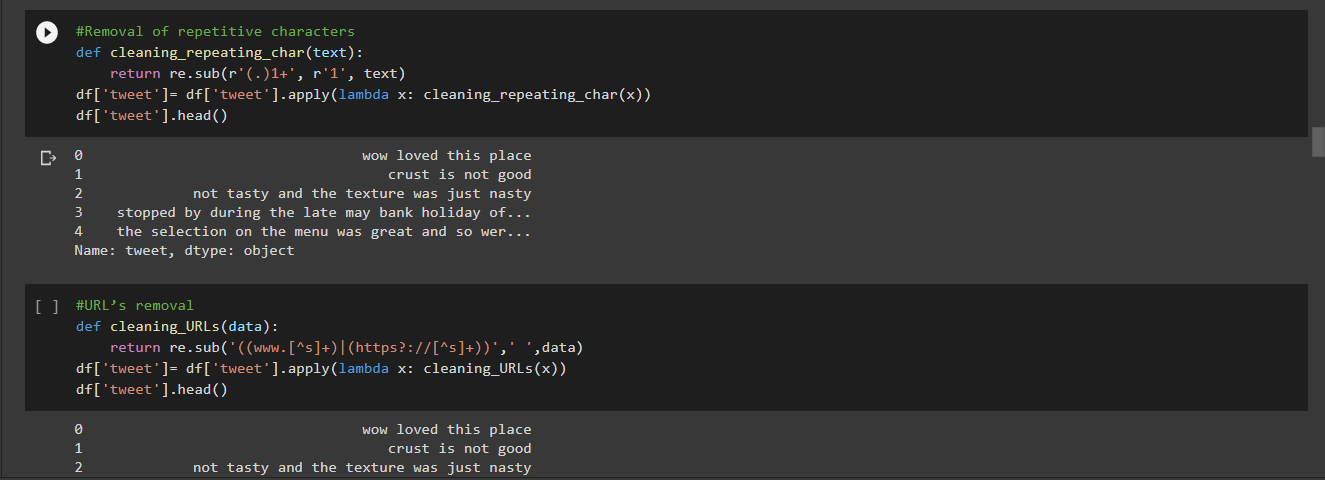 #Removal of repetitive characters
def cleaning_repeating_char(text):
    return re.sub(r'(.)1+', r'1', text)
df['tweet']= df['tweet'].apply(lambda x: cleaning_repeating_char(x))
df['tweet'].head()
0 wow loved this place
1 crust is not good
2 not tasty and the texture was just nasty
3 stopped by during the late may bank holiday of...
4 the selection on the menu was great and so wer...
Name: tweet, dtype: object
[ ] #URL’s removal
def cleaning_URLs(data):
    return re.sub('((www.[^s]+)|(https?://[^s]+))',' ',data)
df['tweet']= df['tweet'].apply(lambda x: cleaning_URLs(x))
df['tweet'].head()
0 wow loved this place
1 crust is not good
2 not tasty and the texture was just nasty